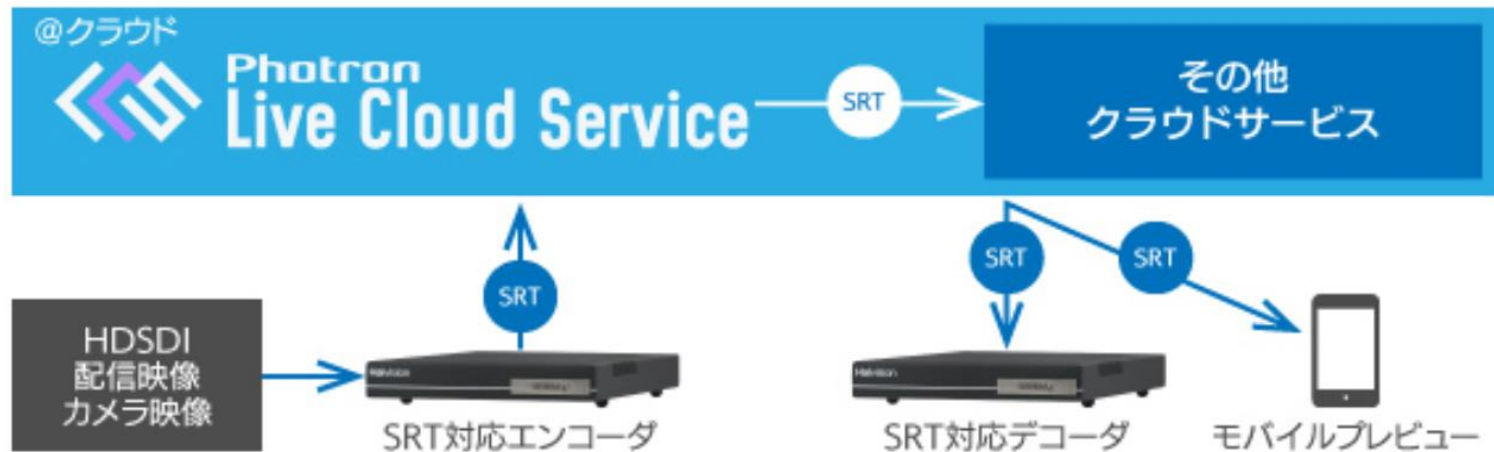 @クラウド
Photron
Live Cloud Service
SRT
その他
クラウドサービス
SRT
SRT
SRT
HDSDI
配信映像
カメラ映像
Haivision
Haivision
SRT対応エンコーダ
SRT対応デコーダ
モバイルプレビュー